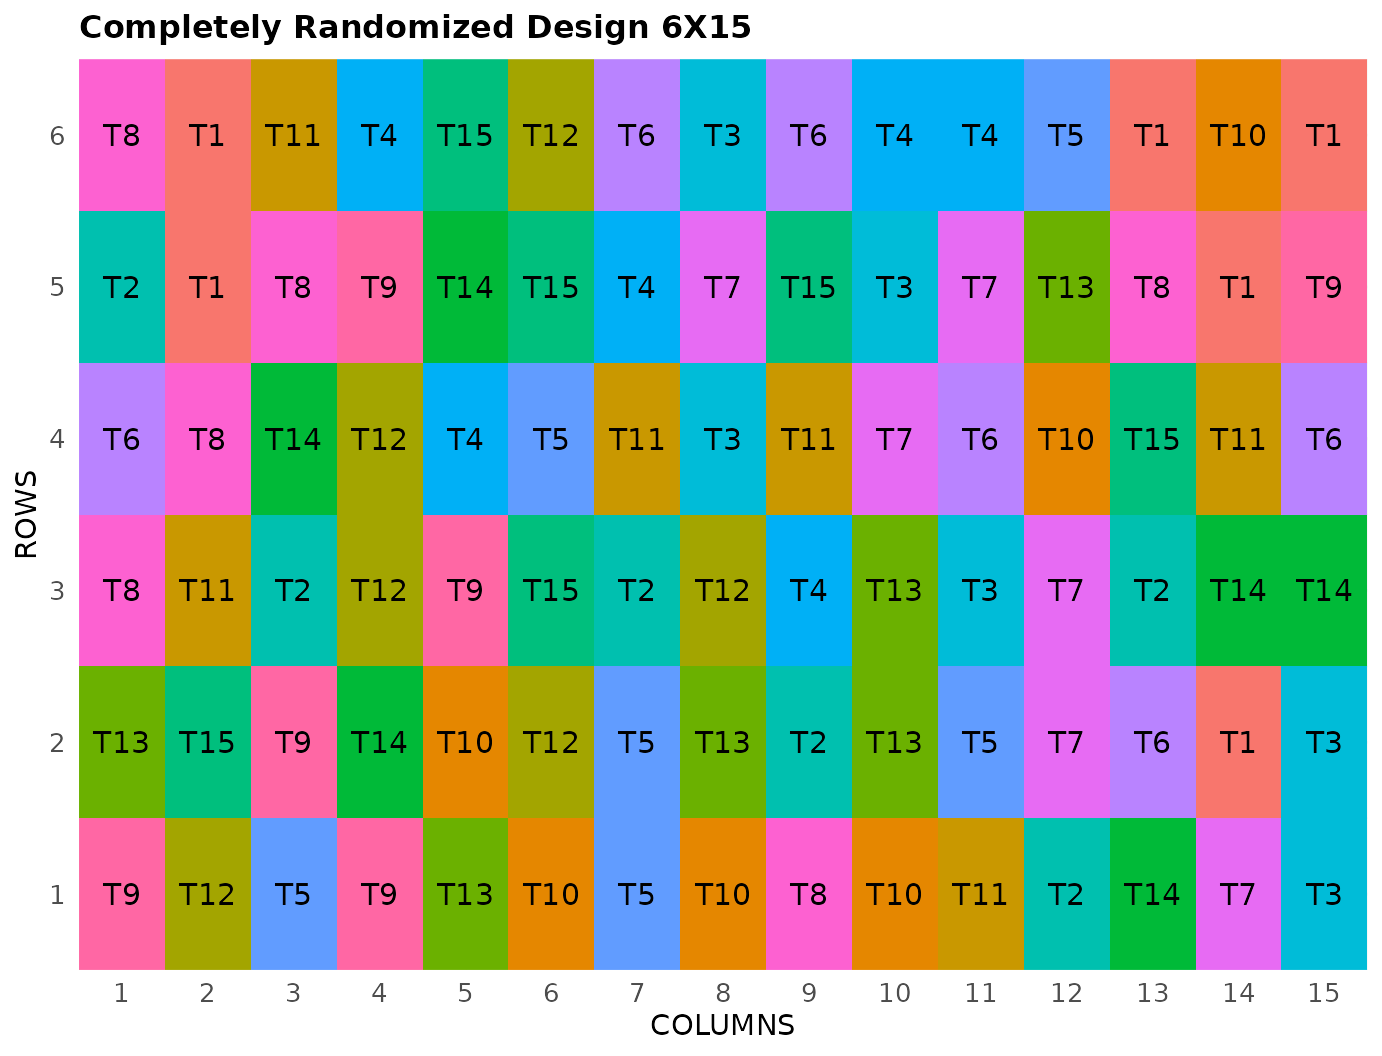 Completely Randomized Design 6X15
6 T8 T1 T11 T4 T15 T12 T6 T3 T6 T4 T4 T5 T1 T10 T1
5 T2 T1 T8 T9 T14 T15 T4 T7 T15 T3 T7 T13 T8 T1 T9
4 T6 T8 T14 T12 T4 T5 T11 T3 T11 T7 T6 T10 T15 T11 T6
ROWS
3 T8 T11 T2 T12 T9 T15 T2 T12 T4 T13 T3 T7 T2 T14 T14
2 T13 T15 T9 T14 T10 T12 T5 T13 T2 T13 T5 T7 T6 T1 T3
1 T9 T12 T5 T9 T13 T10 T5 T10 T8 T10 T11 T2 T14 T7 T3
1 2 3 4 5 6 7 8 9 10 11 12 13 14 15
COLUMNS